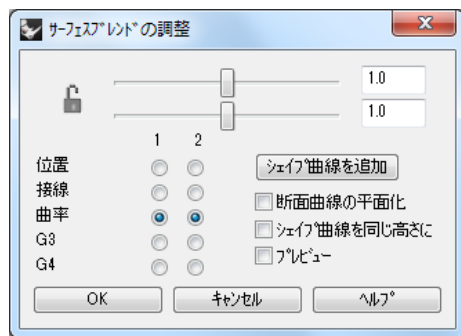 サーフェスブレンドの調整
1.0
1.0
1 2
位置
接線
曲率
G3
G4
シェイプ曲線を追加
断面曲線の平面化
シェイプ曲線を同じ高さに
プレビュー
OK キャンセル ヘルプ